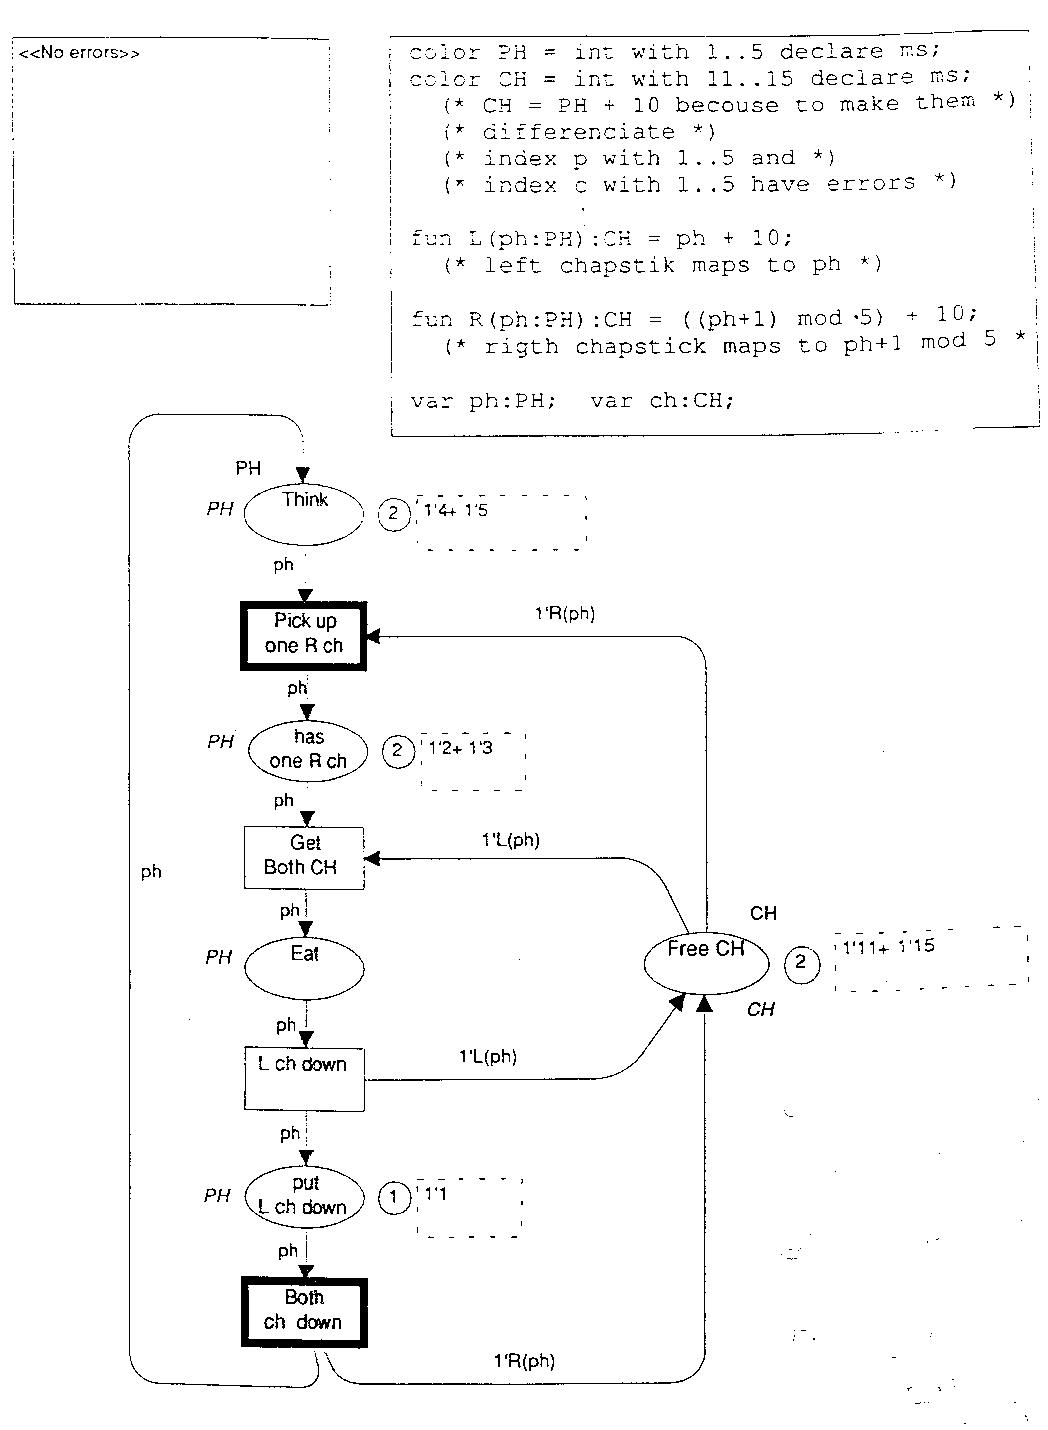 <<No errors>>
color PH = int with 1..5 declare ms;
color CH = int with 11..15 declare ms;
(* CH = PH + 10 becouse to make them *)
(* differenciate *)
(* index p with 1..5 and *)
(* index c with 1..5 have errors *)
fun L(ph:PH):CH = ph + 10;
(* left chapstik maps to ph *)
fun R(ph:PH):CH = ((ph+1) mod 5) + 10;
(* rigth chapstick maps to ph+1 mod 5 *
var ph:PH; var ch:CH;
PH
PH
Think
2
1'4+ 1'5
ph
Pick up
one R ch
1'R(ph)
ph
PH
has
one R ch
2
1'2+ 1'3
ph
Get
Both CH
1'L(ph)
ph
ph
CH
PH
Eat
Free CH
2
1'11+ 1'15
CH
ph
L ch down
1'L(ph)
ph
PH
put
L ch down
1
1'1
ph
Both
ch down
1'R(ph)